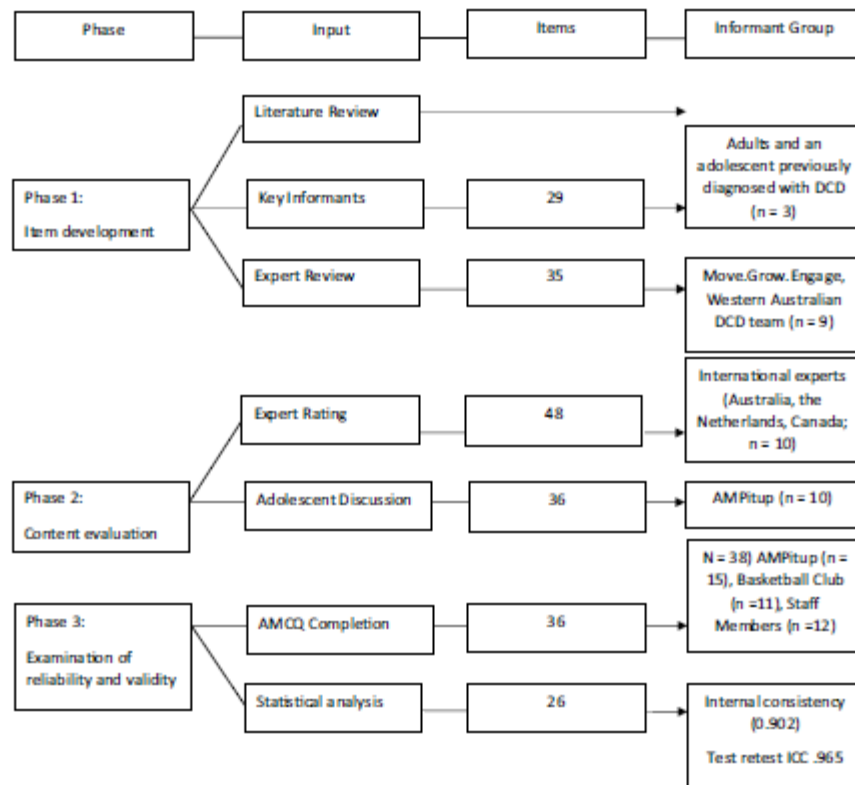 Phase
Input
Items
Informant Group
Literature Review
Adults and an
adolescent previously
diagnosed with DCD
(n = 3)
Phase 1:
Item development
Key Informants
29
Expert Review
35
Move.Grow.Engage,
Western Australian
DCD team (n = 9)
Expert Rating
48
International experts
(Australia, the
Netherlands, Canada;
n = 10)
Phase 2:
Content evaluation
Adolescent Discussion
36
AMPitup (n = 10)
Phase 3:
Examination of
reliability and validity
AMCQ Completion
36
N = 38) AMPitup (n =
15), Basketball Club
(n =11), Staff
Members (n =12)
Statistical analysis
26
Internal consistency
(0.902)
Test retest ICC .965